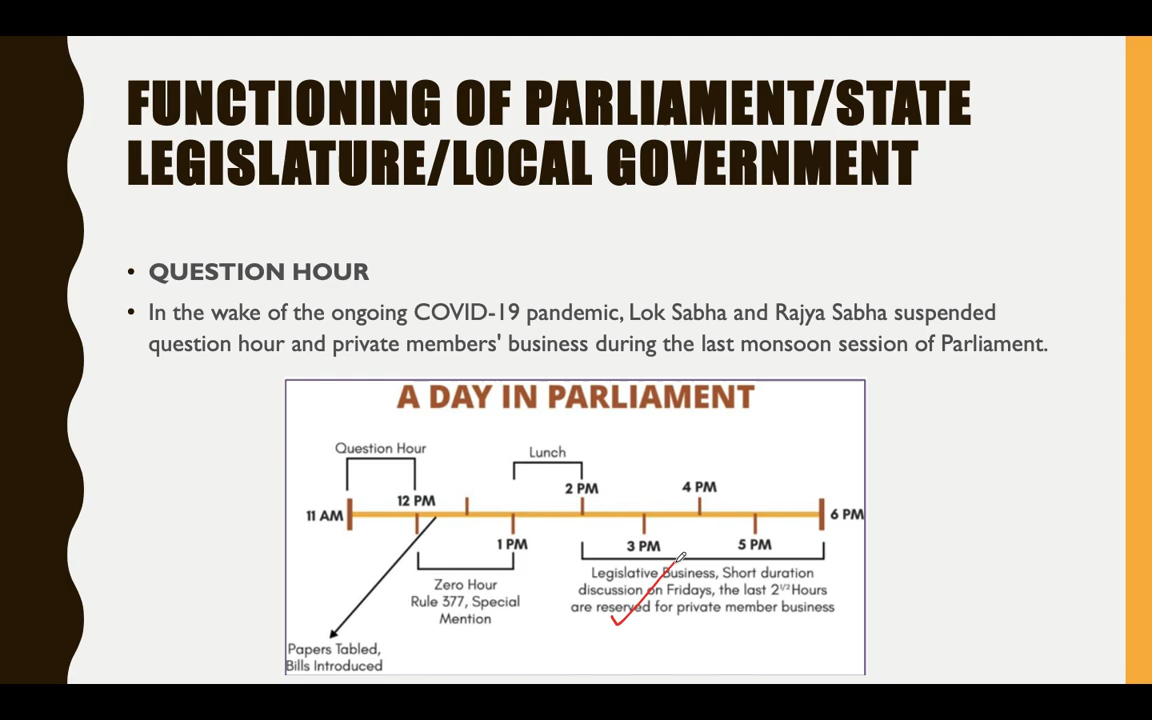 FUNCTIONING OF PARLIAMENT/STATE
LEGISLATURE/LOCAL GOVERNMENT
• QUESTION HOUR
• In the wake of the ongoing COVID-19 pandemic, Lok Sabha and Rajya Sabha suspended
question hour and private members' business during the last monsoon session of Parliament.
A DAY IN PARLIAMENT
Question Hour
Lunch
12 PM
2 PM
4 PM
11 AM
6 PM
1 PM
3 PM
5 PM
Zero Hour
Rule 377, Special
Mention
Legislative Business, Short duration
discussion on Fridays, the last 2 1/2 Hours
are reserved for private member business
Papers Tabled,
Bills Introduced